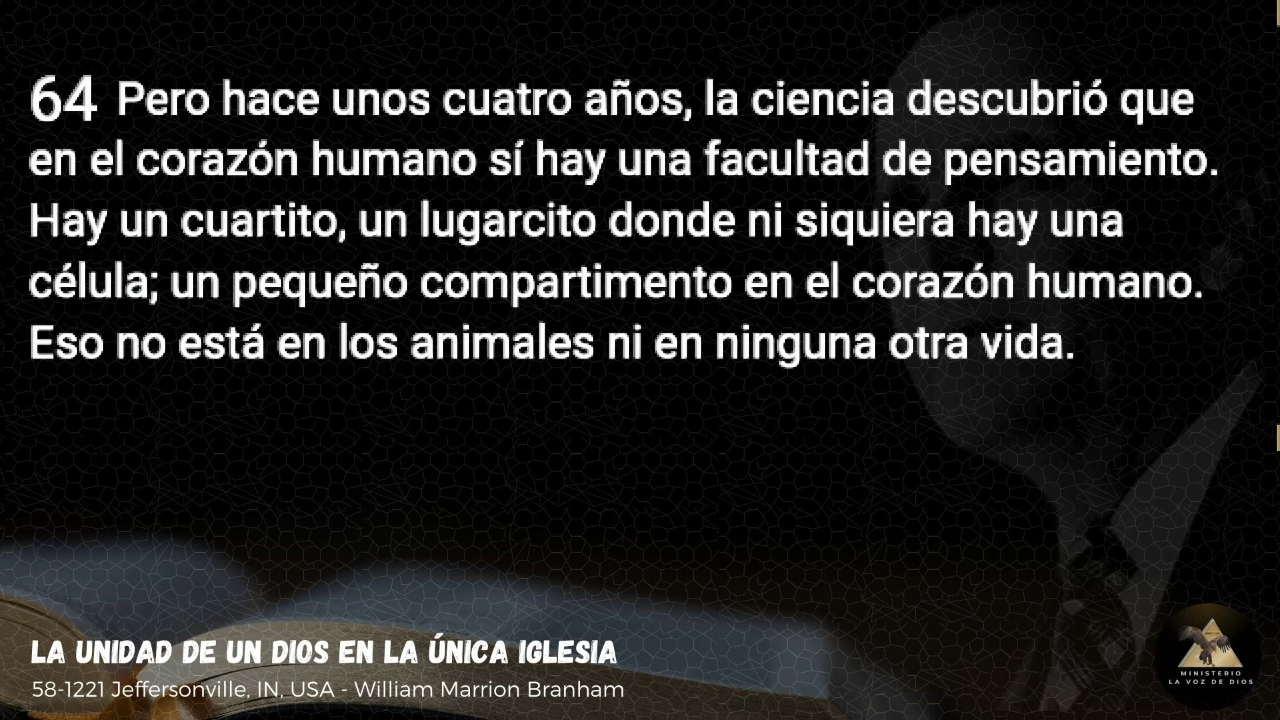 64 Pero hace unos cuatro años, la ciencia descubrió que
en el corazón humano sí hay una facultad de pensamiento.
Hay un cuartito, un lugarcito donde ni siquiera hay una
célula; un pequeño compartimento en el corazón humano.
Eso no está en los animales ni en ninguna otra vida.
LA UNIDAD DE UN DIOS EN LA ÚNICA IGLESIA
58-1221 Jeffersonville, IN, USA - William Marrion Branham
MINISTERIO
LA VOZ DE DIOS